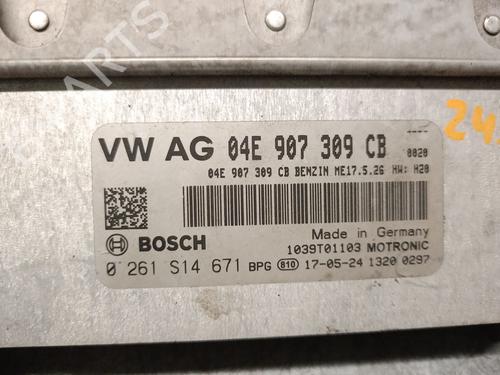 PARTS
VW AG 04E 907 309 CB 0020
04E 907 309 CB BENZIN ME17.5.26 HW: H20
Made in Germany
BOSCH 1039T01103 MOTRONIC
0 261 S14 671 BPG 810 17-05-24 1320 0297
24